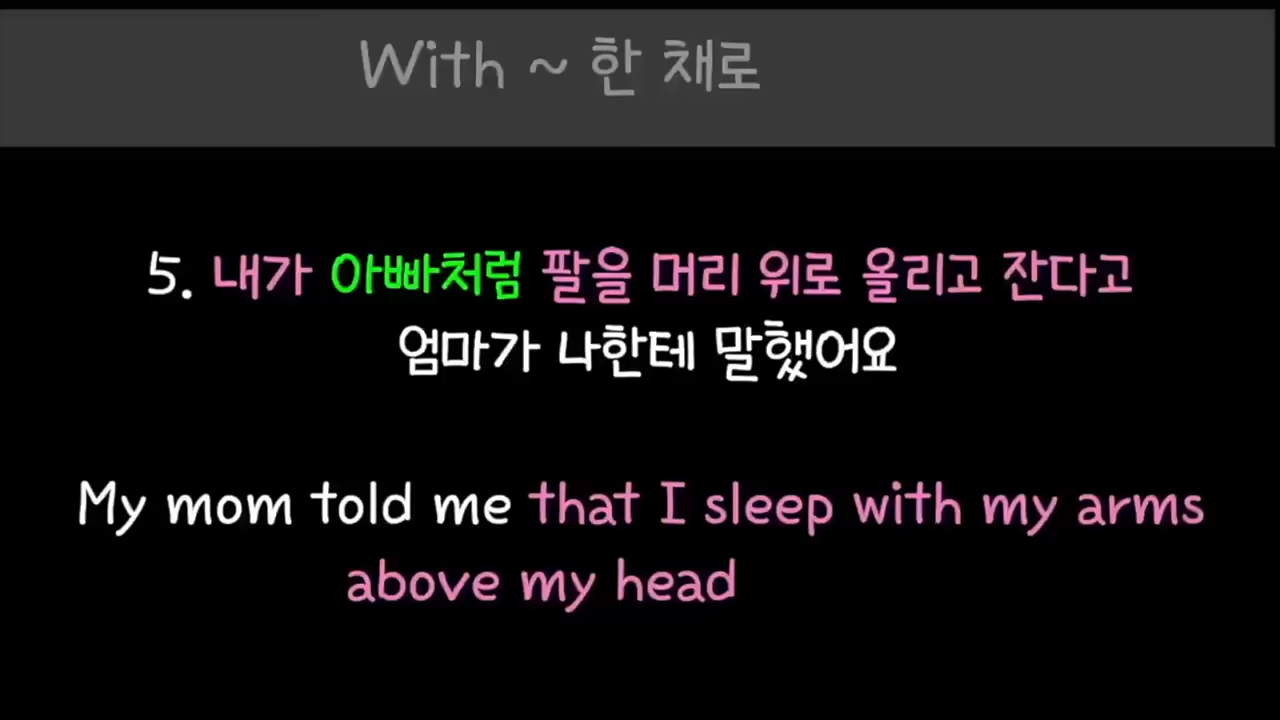 With ~ 한 채로
5. 내가 아빠처럼 팔을 머리 위로 올리고 잔다고
엄마가 나한테 말했어요
My mom told me that I sleep with my arms
above my head